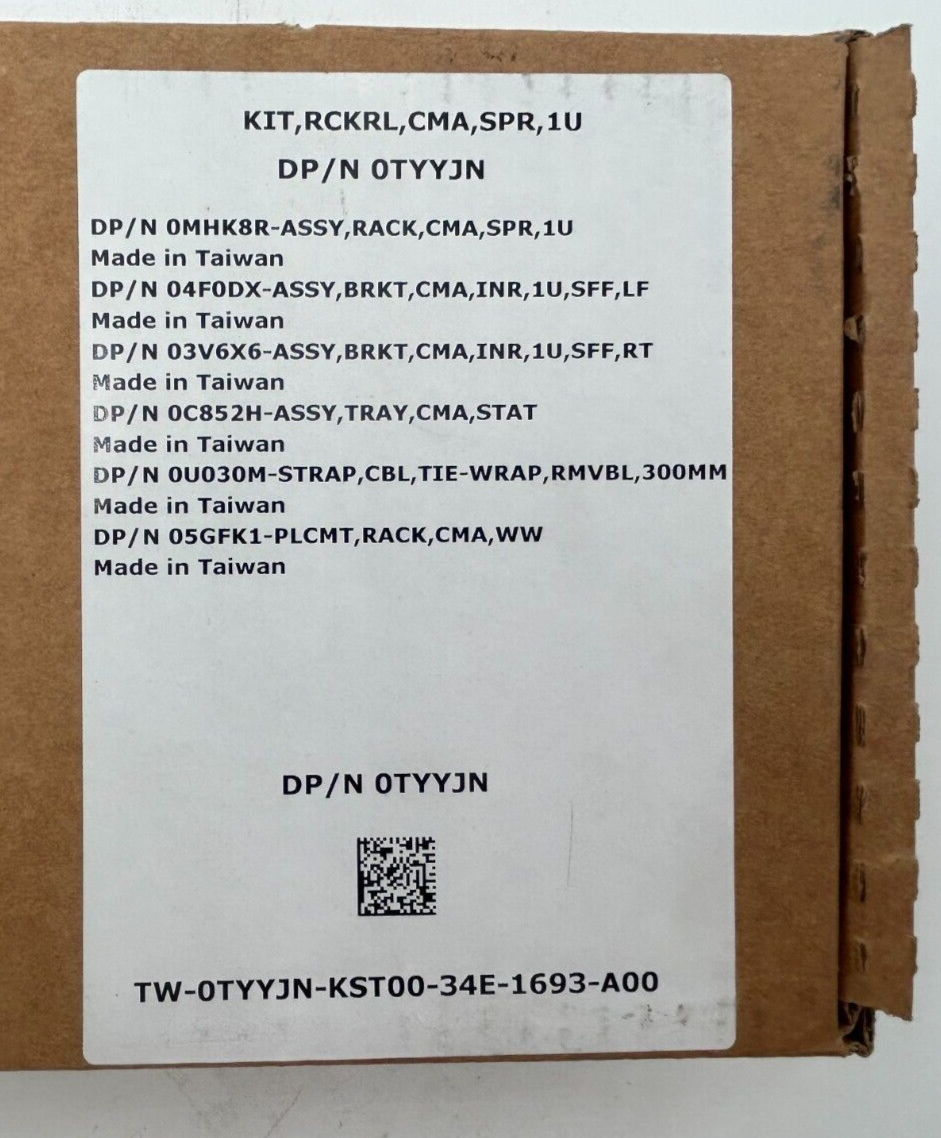 KIT,RCKRL,CMA,SPR,1U
DP/N 0TYYJN
DP/N 0MHK8R-ASSY,RACK,CMA,SPR,1U
Made in Taiwan
DP/N 04F0DX-ASSY,BRKT,CMA,INR,1U,SFF,LF
Made in Taiwan
DP/N 03V6X6-ASSY,BRKT,CMA,INR,1U,SFF,RT
Made in Taiwan
DP/N 0C852H-ASSY,TRAY,CMA,STAT
Made in Taiwan
DP/N 0U030M-STRAP,CBL,TIE-WRAP,RMVBL,300MM
Made in Taiwan
DP/N 05GFK1-PLCMT,RACK,CMA,WW
Made in Taiwan
DP/N 0TYYJN
TW-0TYYJN-KST00-34E-1693-A00